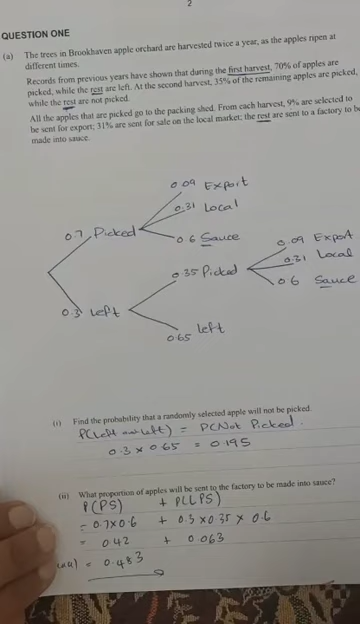 2
QUESTION ONE
(a) The trees in Brookhaven apple orchard are harvested twice a year, as the apples ripen at
different times.
Records from previous years have shown that during the first harvest, 70% of apples are
picked, while the rest are left. At the second harvest, 35% of the remaining apples are picked,
while the rest are not picked.
All the apples that are picked go to the packing shed. From each harvest, 9% are selected to
be sent for export; 31% are sent for sale on the local market; the rest are sent to a factory to be
made into sauce.
0.09 Export
0.31 Local
0.7 Picked
0.6 Sauce
0.09 Export
0.31 Local
0.35 Picked
0.6 Sauce
0.3 Left
0.65 left
(i) Find the probability that a randomly selected apple will not be picked.
P(Left and Left) = P(Not Picked)
0.3 x 0.65 = 0.195
(ii) What proportion of apples will be sent to the factory to be made into sauce?
P(PS) + P(LPS)
= 0.7x0.6 + 0.3 x0.35 x 0.6
= 0.42 + 0.063
= 0.483